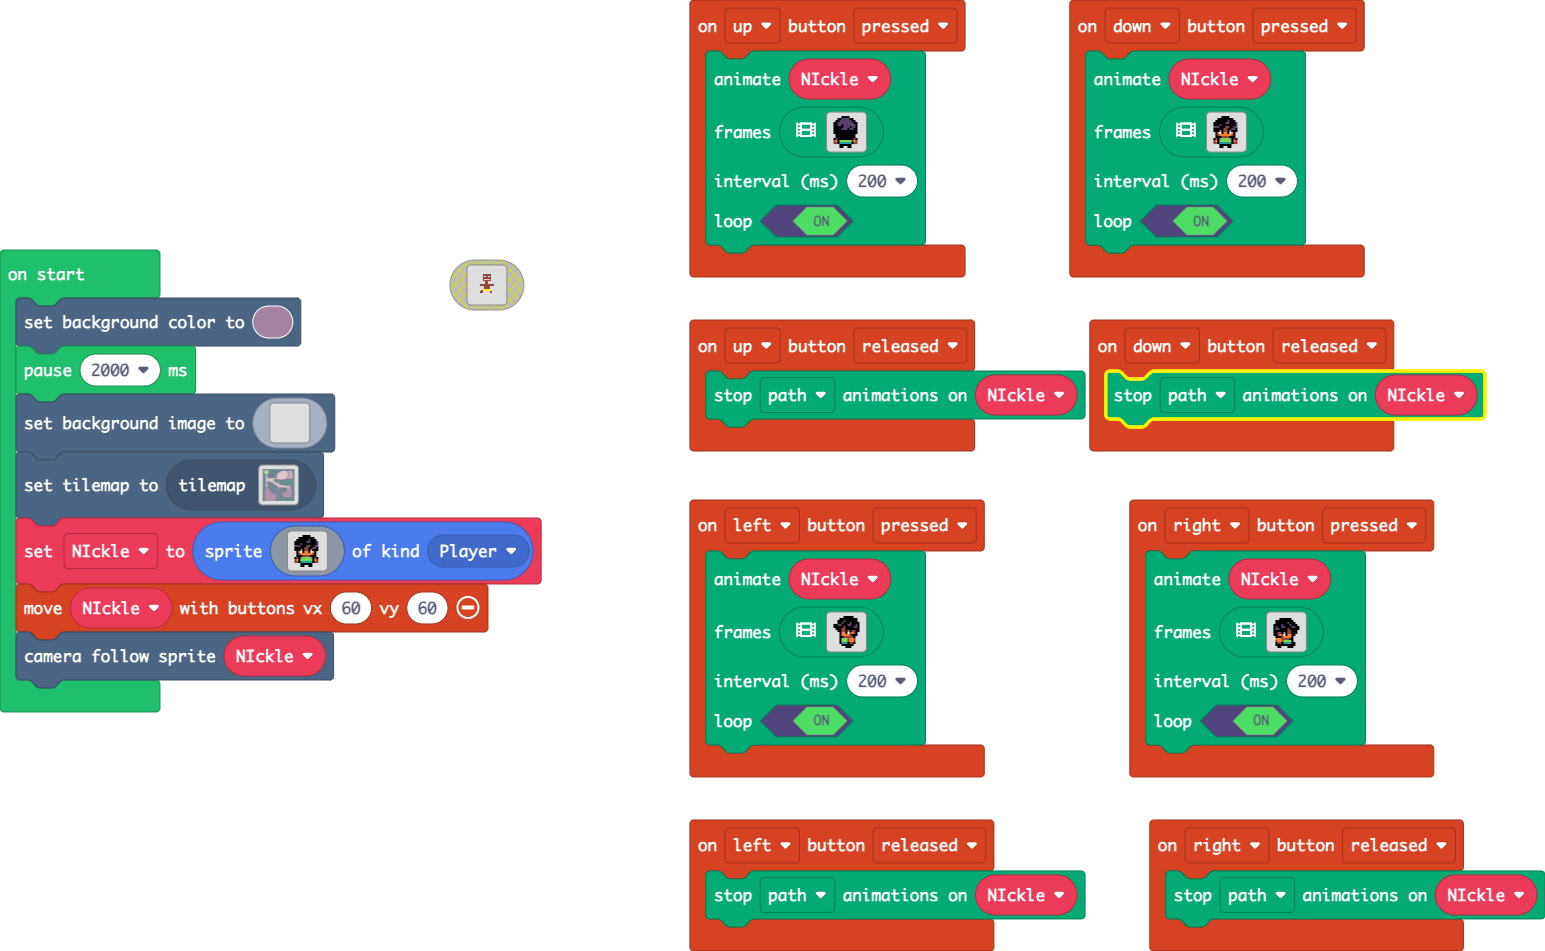 on start
set background color to
pause 2000 ms
set background image to
set tilemap to tilemap
set NIckle to sprite of kind Player
move NIckle with buttons vx 60 vy 60
camera follow sprite NIckle
on up button pressed
animate NIckle
frames
interval (ms) 200
loop ON
on down button pressed
animate NIckle
frames
interval (ms) 200
loop ON
on up button released
stop path animations on NIckle
on down button released
stop path animations on NIckle
on left button pressed
animate NIckle
frames
interval (ms) 200
loop ON
on right button pressed
animate NIckle
frames
interval (ms) 200
loop ON
on left button released
stop path animations on NIckle
on right button released
stop path animations on NIckle